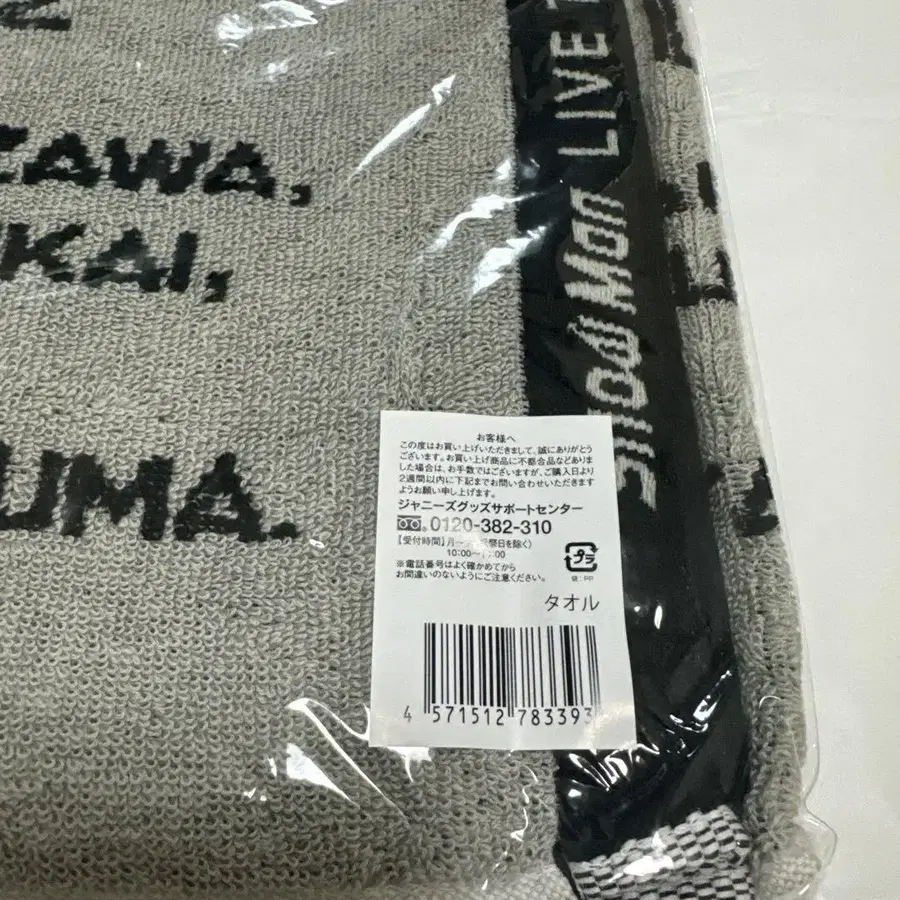 ZAWA,
KAI,
UMA.
LIVE
お客様へ
この度はお買い上げいただきまして、誠にありがとう
ございます。お買い上げ商品に不都合品などありま
した場合は、お手数ではございますが、ご購入日より
2週間以内に下記までお問い合わせいただきます
ようお願い申し上げます。
ジャニーズグッズサポートセンター
0120-382-310
【受付時間】月
10:00〜
※電話番号はよく確かめてから
お間違いのないようにご注意ください。
プラ
袋:PP
タオル
4 571512 783393